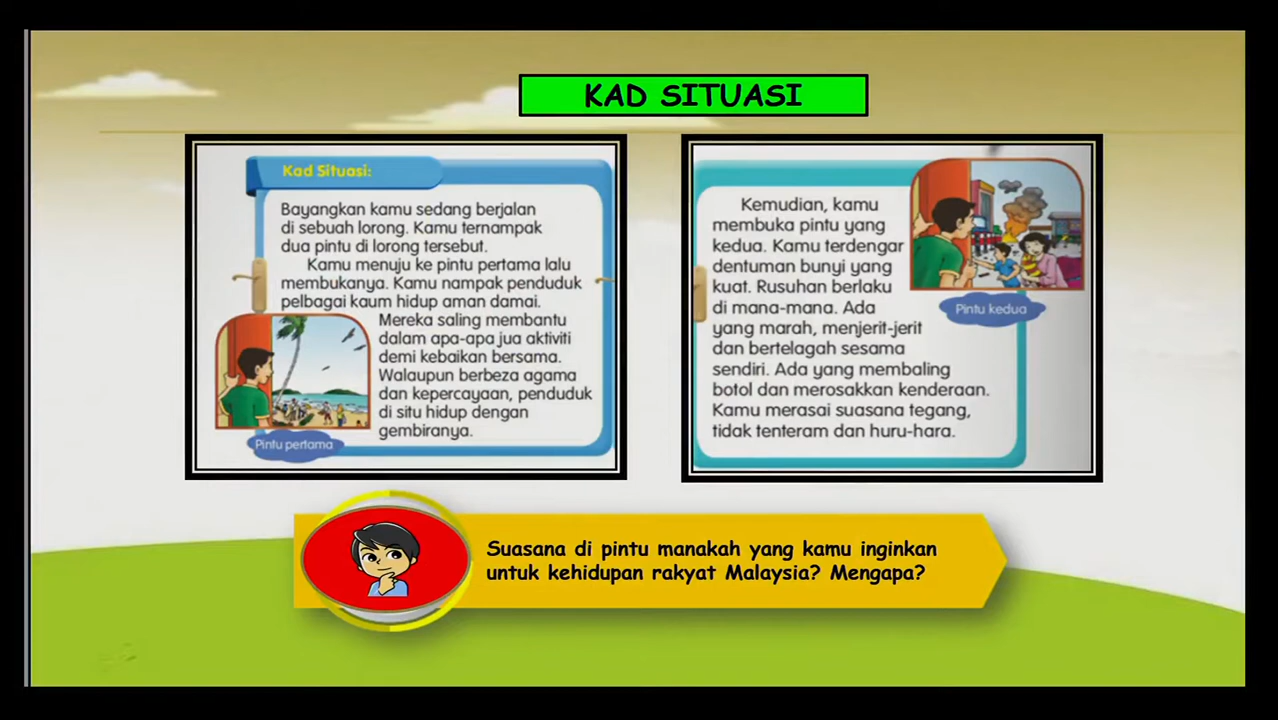 KAD SITUASI
Kad Situasi:
Bayangkan kamu sedang berjalan
di sebuah lorong. Kamu ternampak
dua pintu di lorong tersebut.
Kamu menuju ke pintu pertama lalu
membukanya. Kamu nampak penduduk
pelbagai kaum hidup aman damai.
Mereka saling membantu
dalam apa-apa jua aktiviti
demi kebaikan bersama.
Walaupun berbeza agama
dan kepercayaan, penduduk
di situ hidup dengan
gembiranya.
Pintu pertama
Kemudian, kamu
membuka pintu yang
kedua. Kamu terdengar
dentuman bunyi yang
kuat. Rusuhan berlaku
di mana-mana. Ada
yang marah, menjerit-jerit
dan bertelagah sesama
sendiri. Ada yang membaling
botol dan merosakkan kenderaan.
Kamu merasai suasana tegang,
tidak tenteram dan huru-hara.
Pintu kedua
Suasana di pintu manakah yang kamu inginkan
untuk kehidupan rakyat Malaysia? Mengapa?